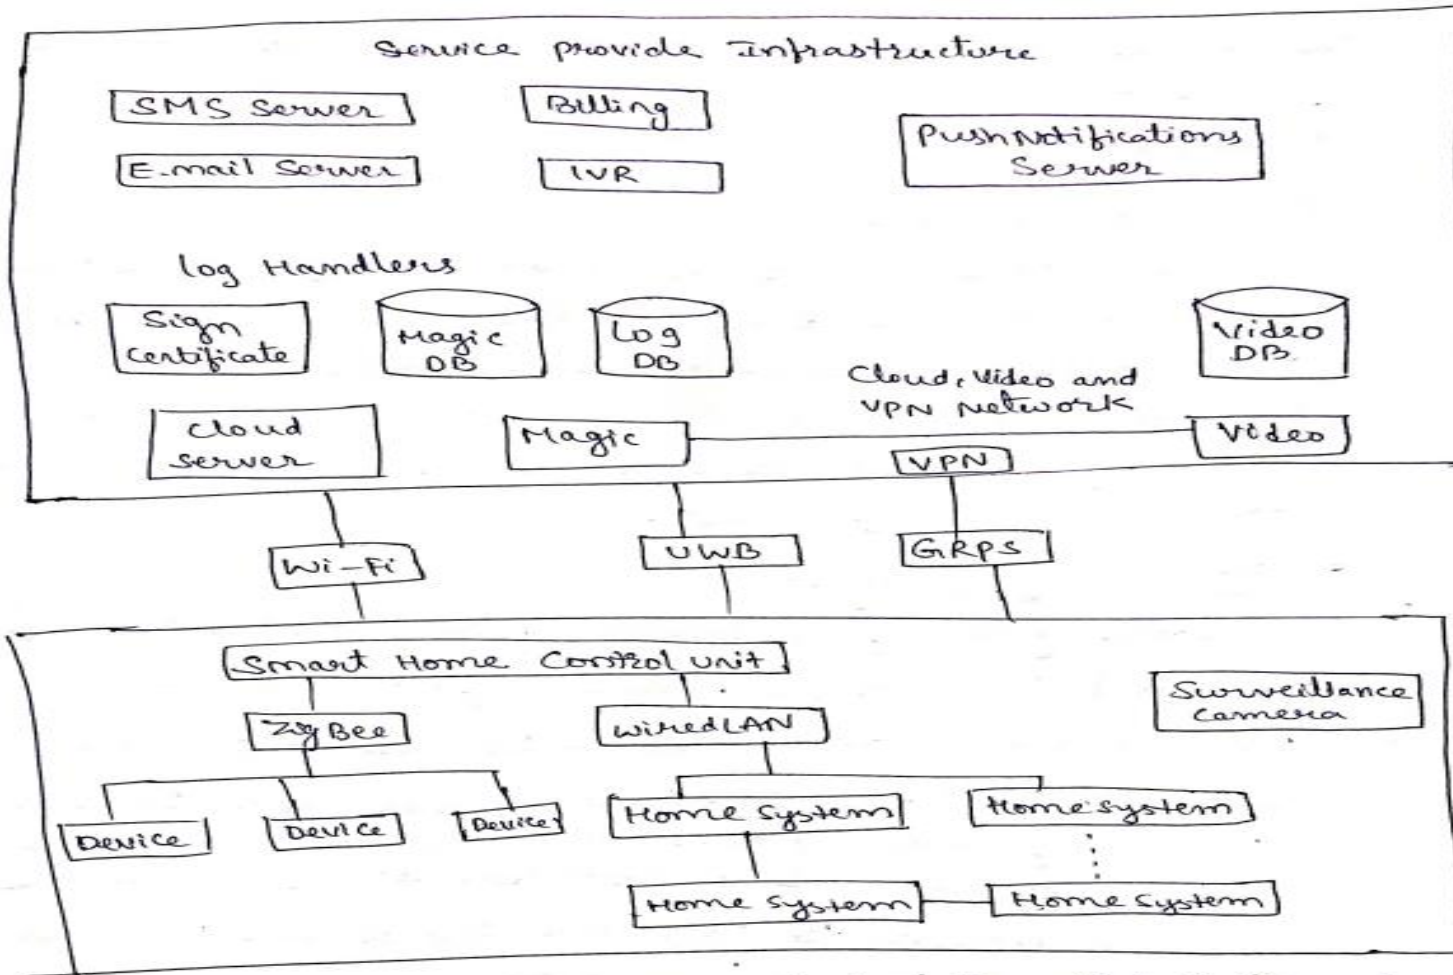 Service provide Infrastructure
SMS Server
Billing
Push Notifications
Server
E-mail Server
IVR
log Handlers
Sign
Certificate
Magic
DB
Log
DB
Video
DB
Cloud, Video and
VPN Network
Cloud
Server
Magic
Video
VPN
Wi-Fi
UWB
GRPS
Smart Home Control unit
Surveillance
Camera
ZigBee
wiredLAN
Device
Device
Device
Home System
Home System
Home System
Home System